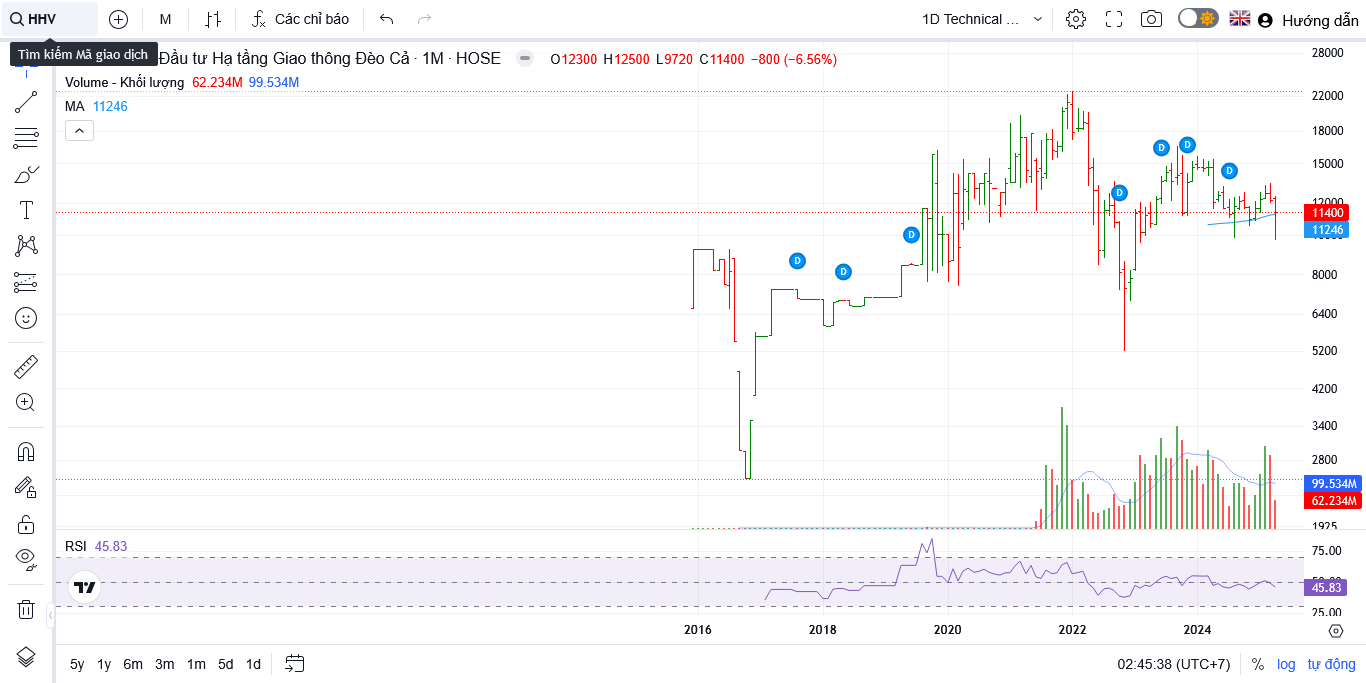 HHV
M
Các chỉ báo
1D Technical ...
Hướng dẫn
Tìm kiếm Mã giao dịch
Đầu tư Hạ tầng Giao thông Đèo Cả · 1M · HOSE
O12300 H12500 L9720 C11400 −800 (−6.56%)
Volume - Khối lượng 62.234M 99.534M
MA 11246
28000
22000
18000
15000
12000
11400
11246
8000
6400
5200
4200
3400
2800
99.534M
62.234M
1925
D
D
D
D
D
D
D
RSI 45.83
75.00
45.83
25.00
2016
2018
2020
2022
2024
5y 1y 6m 3m 1m 5d 1d
02:45:38 (UTC+7)
% log tự động